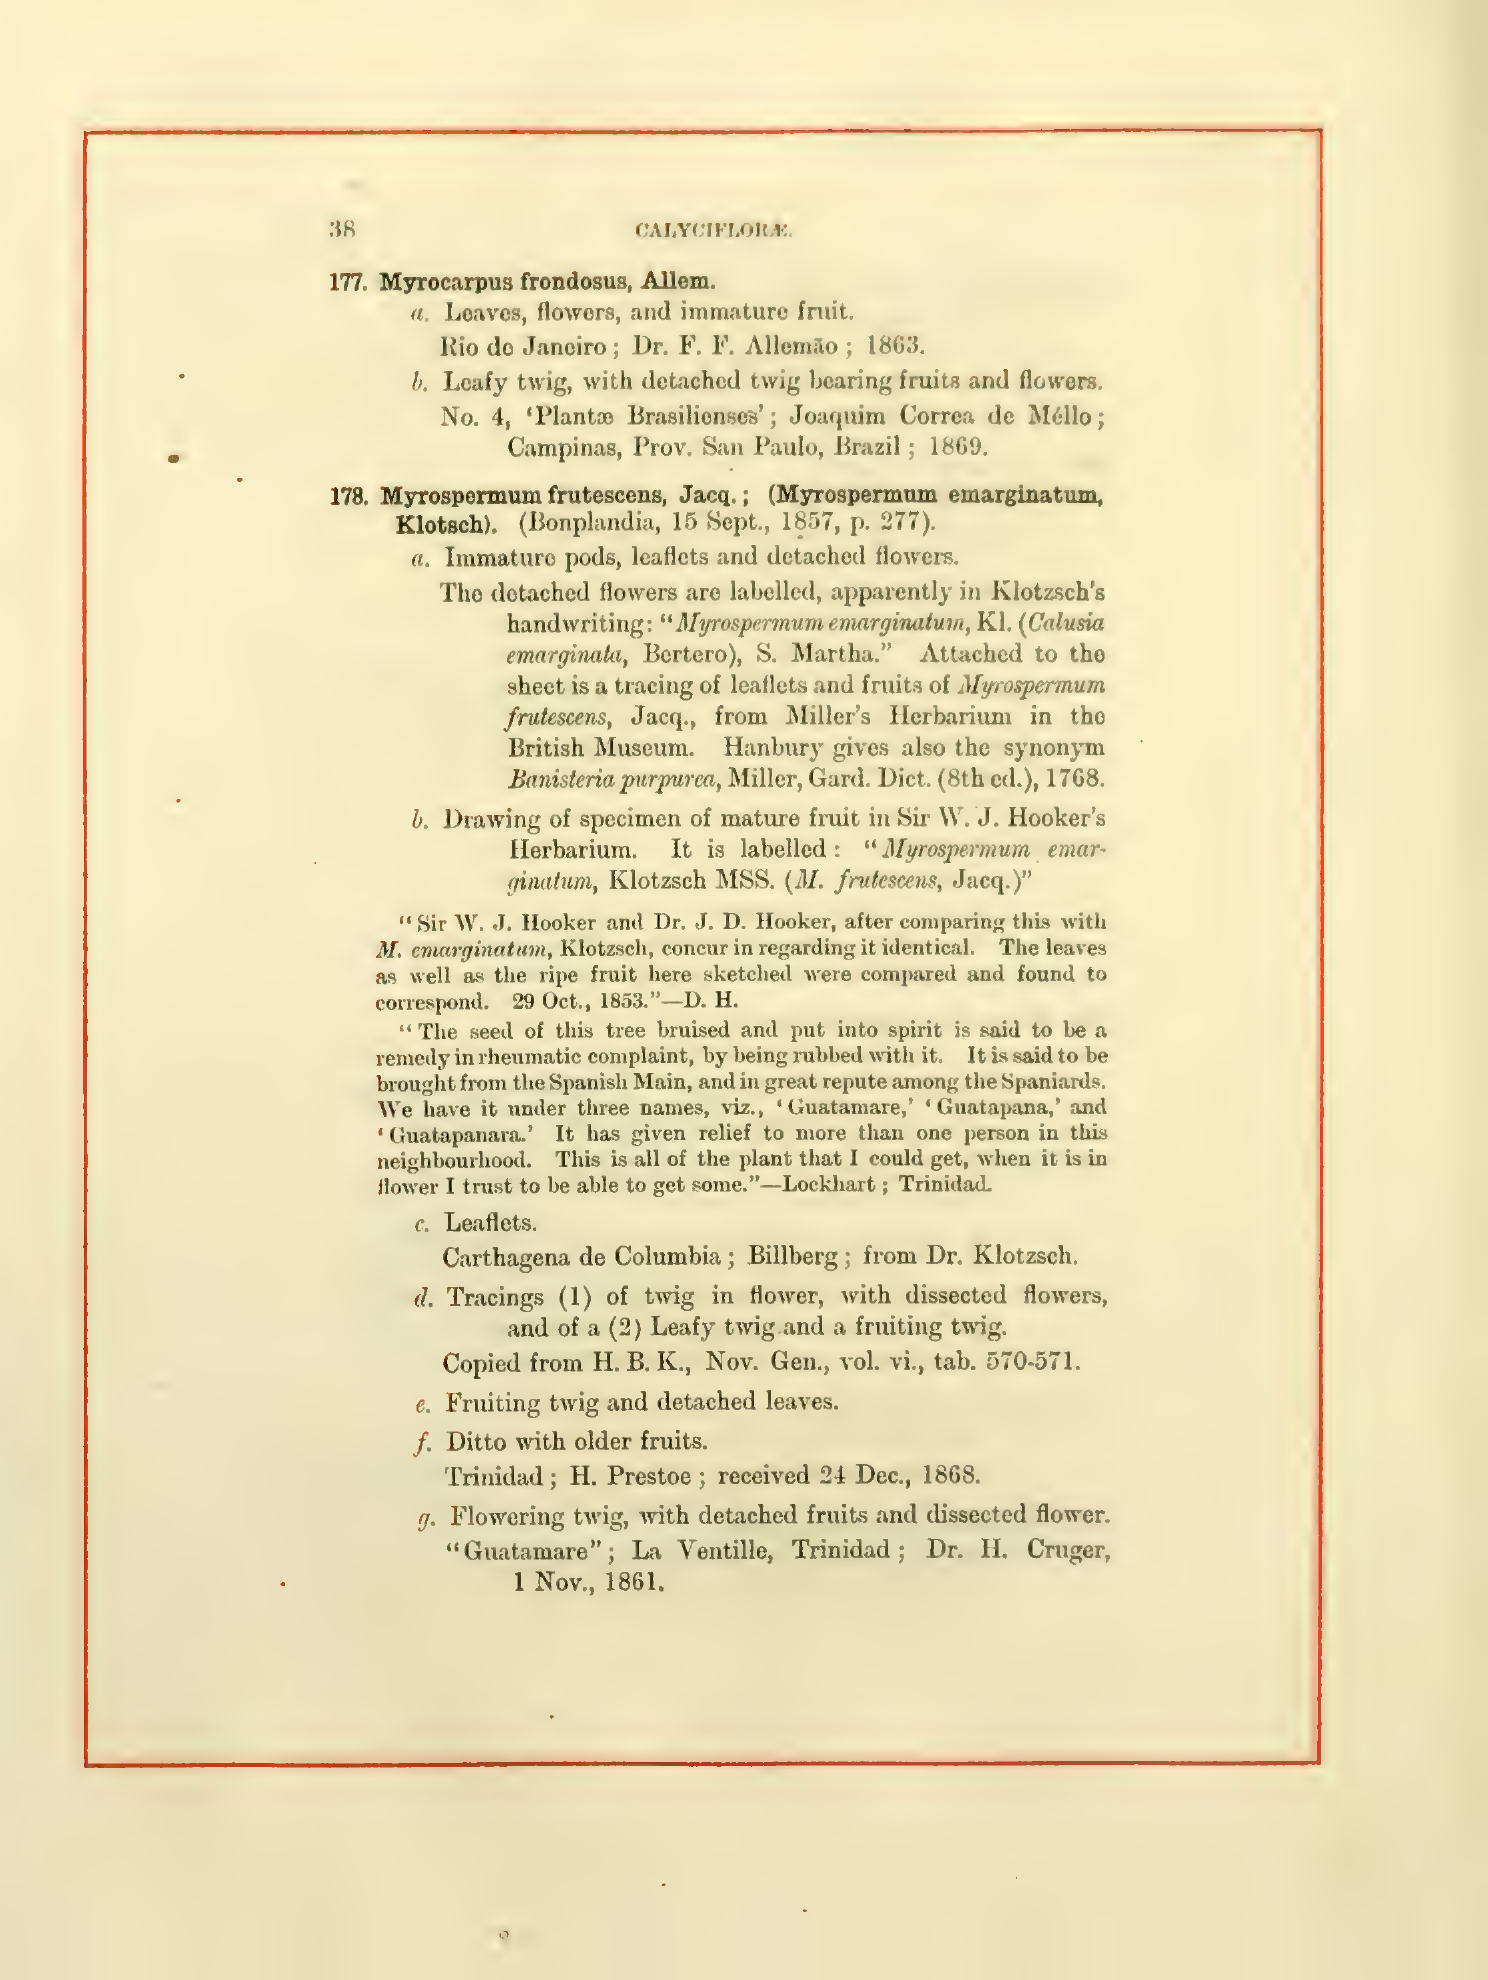 38 CALYCIFLORÆ.
177. Myrocarpus frondosus, Allem.
a. Leaves, flowers, and immature fruit.
Rio de Janeiro; Dr. F. F. Allemão; 1863.
b. Leafy twig, with detached twig bearing fruits and flowers.
No. 4, ‘Plantæ Brasilienses’; Joaquim Correa de Méllo;
Campinas, Prov. San Paulo, Brazil; 1869.
178. Myrospermum frutescens, Jacq.; (Myrospermum emarginatum,
Klotsch). (Bonplandia, 15 Sept., 1857, p. 277).
a. Immature pods, leaflets and detached flowers.
The detached flowers are labelled, apparently in Klotzsch's
handwriting: “Myrospermum emarginatum, Kl. (Calusia
emarginata, Bertero), S. Martha.” Attached to the
sheet is a tracing of leaflets and fruits of Myrospermum
frutescens, Jacq., from Miller's Herbarium in the
British Museum. Hanbury gives also the synonym
Banisteria purpurea, Miller, Gard. Dict. (8th ed.), 1768.
b. Drawing of specimen of mature fruit in Sir W. J. Hooker's
Herbarium. It is labelled: “Myrospermum emar-
ginatum, Klotzsch MSS. (M. frutescens, Jacq.)”
“Sir W. J. Hooker and Dr. J. D. Hooker, after comparing this with
M. emarginatum, Klotzsch, concur in regarding it identical. The leaves
as well as the ripe fruit here sketched were compared and found to
correspond. 29 Oct., 1853.”—D. H.
“The seed of this tree bruised and put into spirit is said to be a
remedy in rheumatic complaint, by being rubbed with it. It is said to be
brought from the Spanish Main, and in great repute among the Spaniards.
We have it under three names, viz., ‘Guatamare,’ ‘Guatapana,’ and
‘Guatapanara.’ It has given relief to more than one person in this
neighbourhood. This is all of the plant that I could get, when it is in
flower I trust to be able to get some.”—Lockhart; Trinidad.
c. Leaflets.
Carthagena de Columbia; Billberg; from Dr. Klotzsch.
d. Tracings (1) of twig in flower, with dissected flowers,
and of a (2) Leafy twig and a fruiting twig.
Copied from H. B. K., Nov. Gen., vol. vi., tab. 570-571.
e. Fruiting twig and detached leaves.
f. Ditto with older fruits.
Trinidad; H. Prestoe; received 24 Dec., 1868.
g. Flowering twig, with detached fruits and dissected flower.
“Guatamare”; La Ventille, Trinidad; Dr. H. Cruger,
1 Nov., 1861.